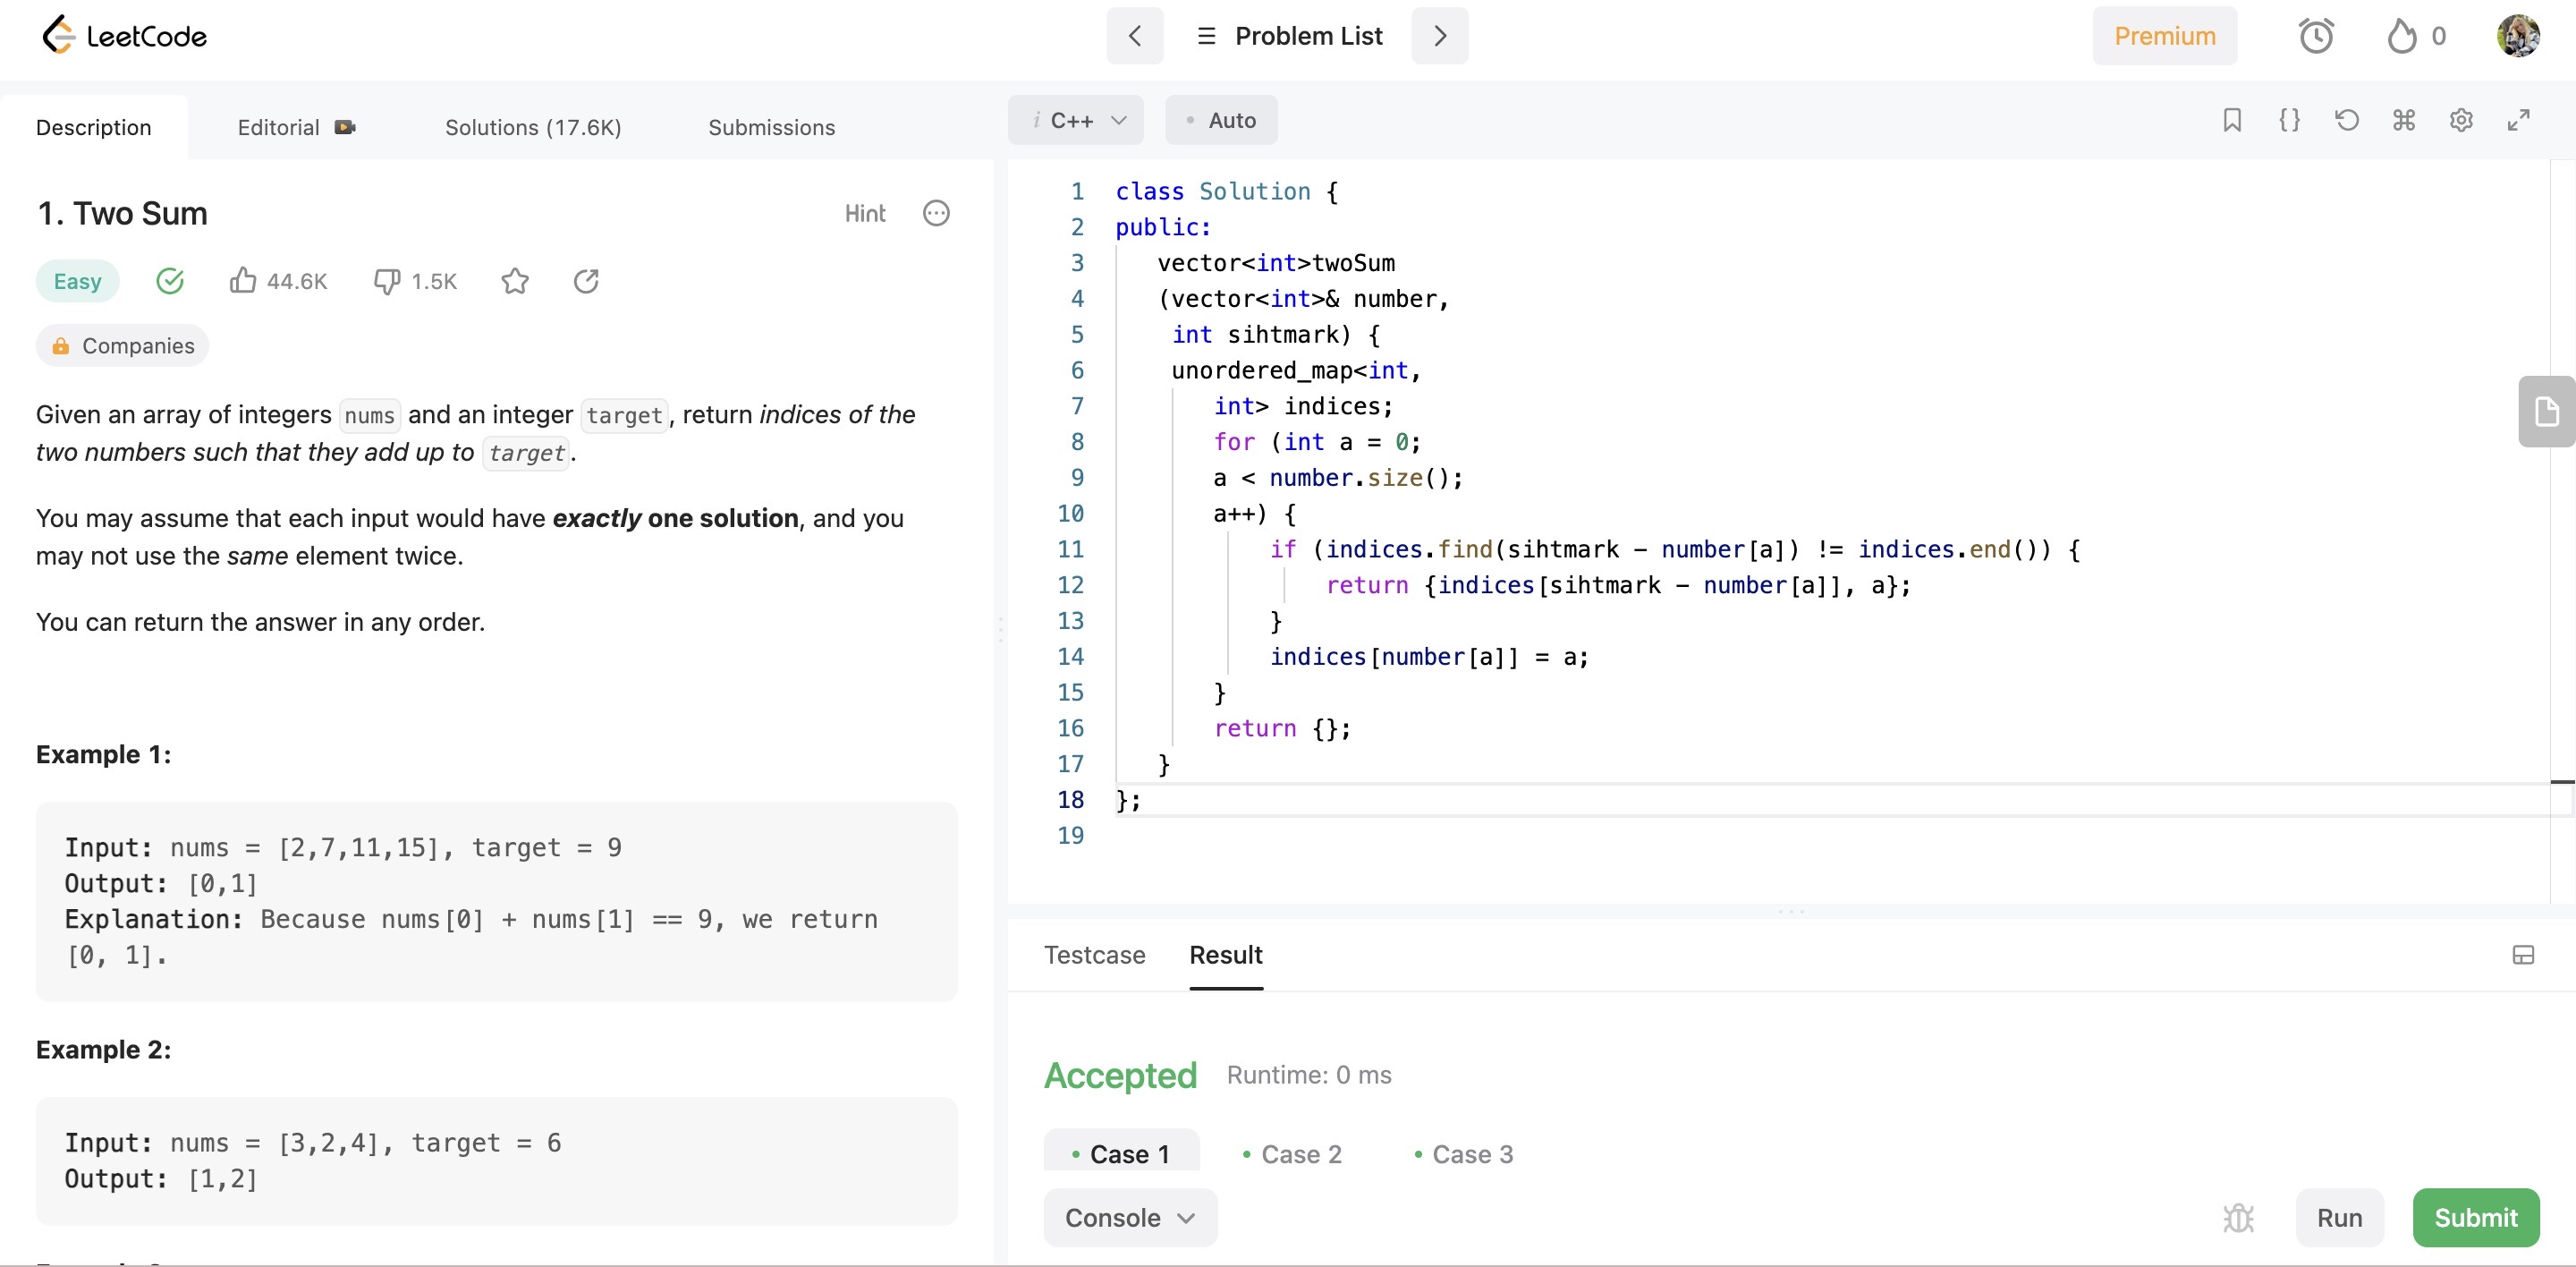 LeetCode
Problem List
Premium
0
Description
Editorial
Solutions (17.6K)
Submissions
1. Two Sum
Hint
Easy
44.6K
1.5K
Companies
Given an array of integers nums and an integer target, return indices of the
two numbers such that they add up to target.
You may assume that each input would have exactly one solution, and you
may not use the same element twice.
You can return the answer in any order.
Example 1:
Input: nums = [2,7,11,15], target = 9
Output: [0,1]
Explanation: Because nums[0] + nums[1] == 9, we return
[0, 1].
Example 2:
Input: nums = [3,2,4], target = 6
Output: [1,2]
i C++
Auto
1 class Solution {
2 public:
3 vector<int>twoSum
4 (vector<int>& number,
5 int sihtmark) {
6 unordered_map<int,
7 int> indices;
8 for (int a = 0;
9 a < number.size();
10 a++) {
11 if (indices.find(sihtmark - number[a]) != indices.end()) {
12 return {indices[sihtmark - number[a]], a};
13 }
14 indices[number[a]] = a;
15 }
16 return {};
17 }
18 };
19
Testcase
Result
Accepted
Runtime: 0 ms
Case 1
Case 2
Case 3
Console
Run
Submit